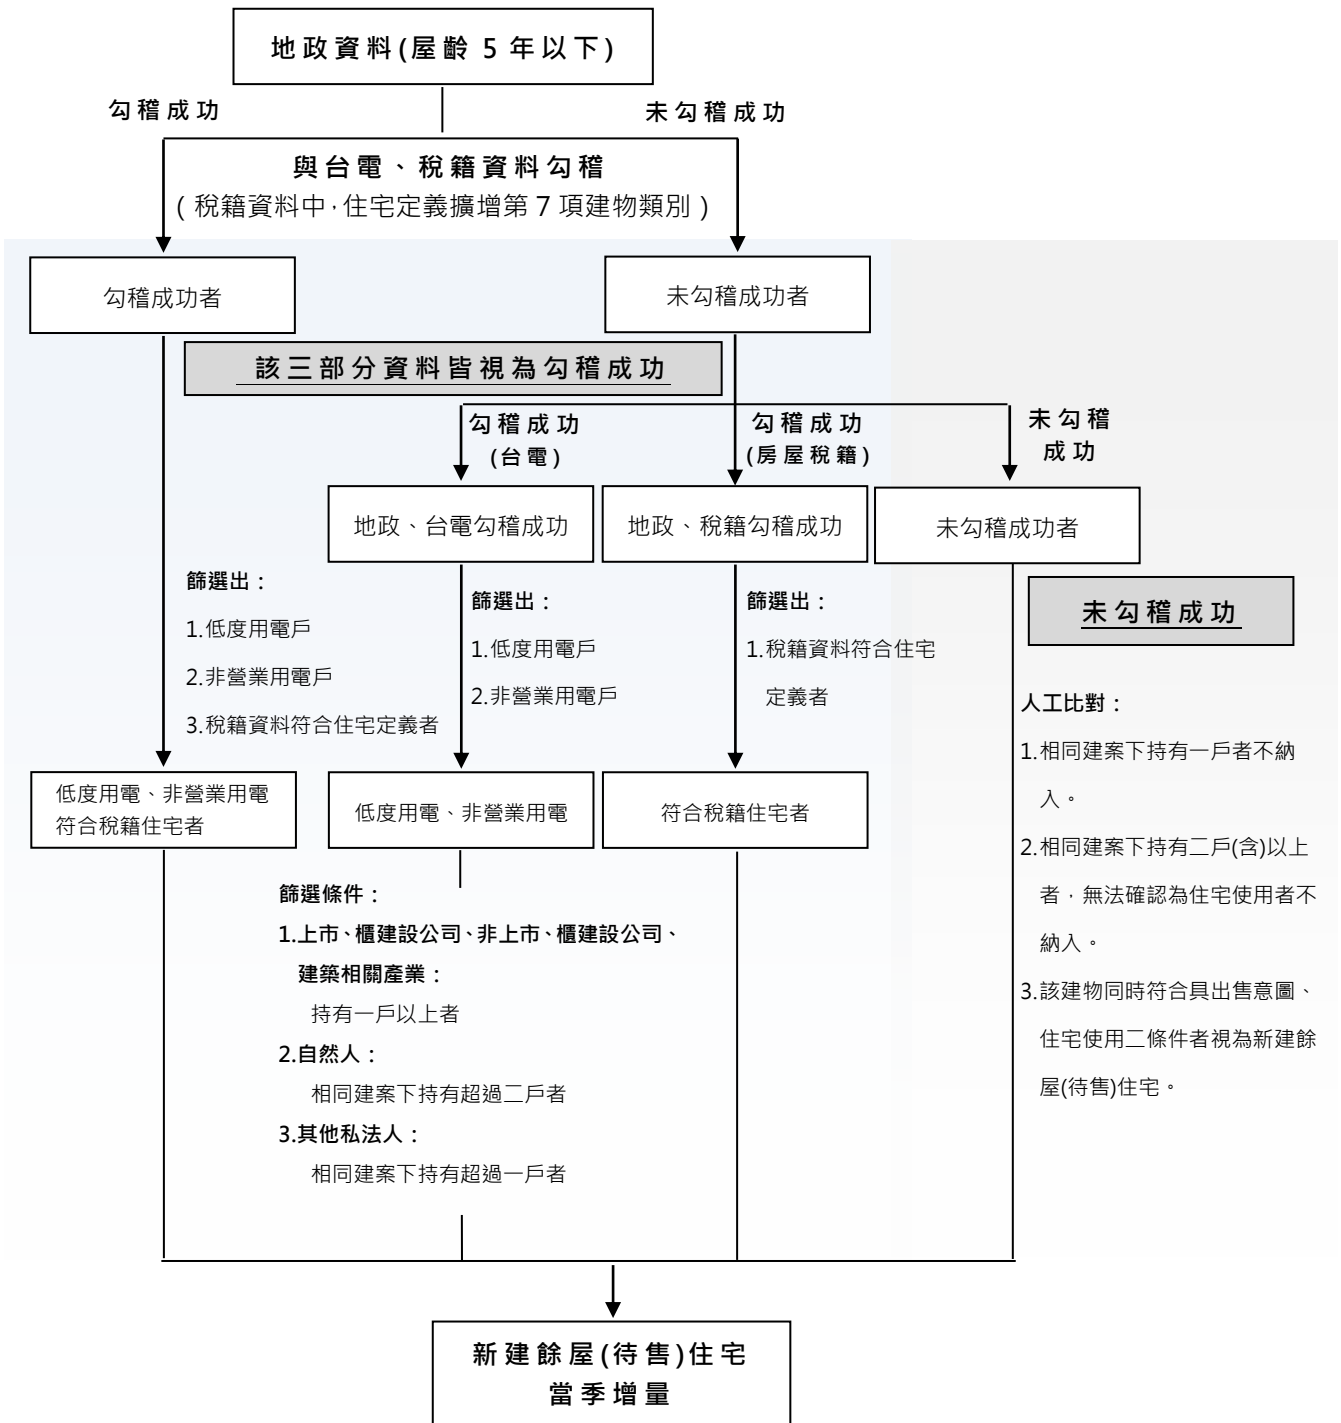 地政資料(屋齡 5 年以下)
勾稽成功
未勾稽成功
與台電、稅籍資料勾稽
(稅籍資料中，住宅定義擴增第 7 項建物類別)
勾稽成功者
未勾稽成功者
該三部分資料皆視為勾稽成功
勾稽成功
(台電)
勾稽成功
(房屋稅籍)
未勾稽
成功
地政、台電勾稽成功
地政、稅籍勾稽成功
未勾稽成功者
篩選出：
1.低度用電戶
2.非營業用電戶
3.稅籍資料符合住宅定義者
篩選出：
1.低度用電戶
2.非營業用電戶
篩選出：
1.稅籍資料符合住宅
定義者
未勾稽成功
人工比對：
1.相同建案下持有一戶者不納
入。
2.相同建案下持有二戶(含)以上
者，無法確認為住宅使用者不
納入。
3.該建物同時符合具出售意圖、
住宅使用二條件者視為新建餘
屋(待售)住宅。
低度用電、非營業用電
符合稅籍住宅者
低度用電、非營業用電
符合稅籍住宅者
篩選條件：
1.上市、櫃建設公司、非上市、櫃建設公司、
建築相關產業：
持有一戶以上者
2.自然人：
相同建案下持有超過二戶者
3.其他私法人：
相同建案下持有超過一戶者
新建餘屋(待售)住宅
當季增量